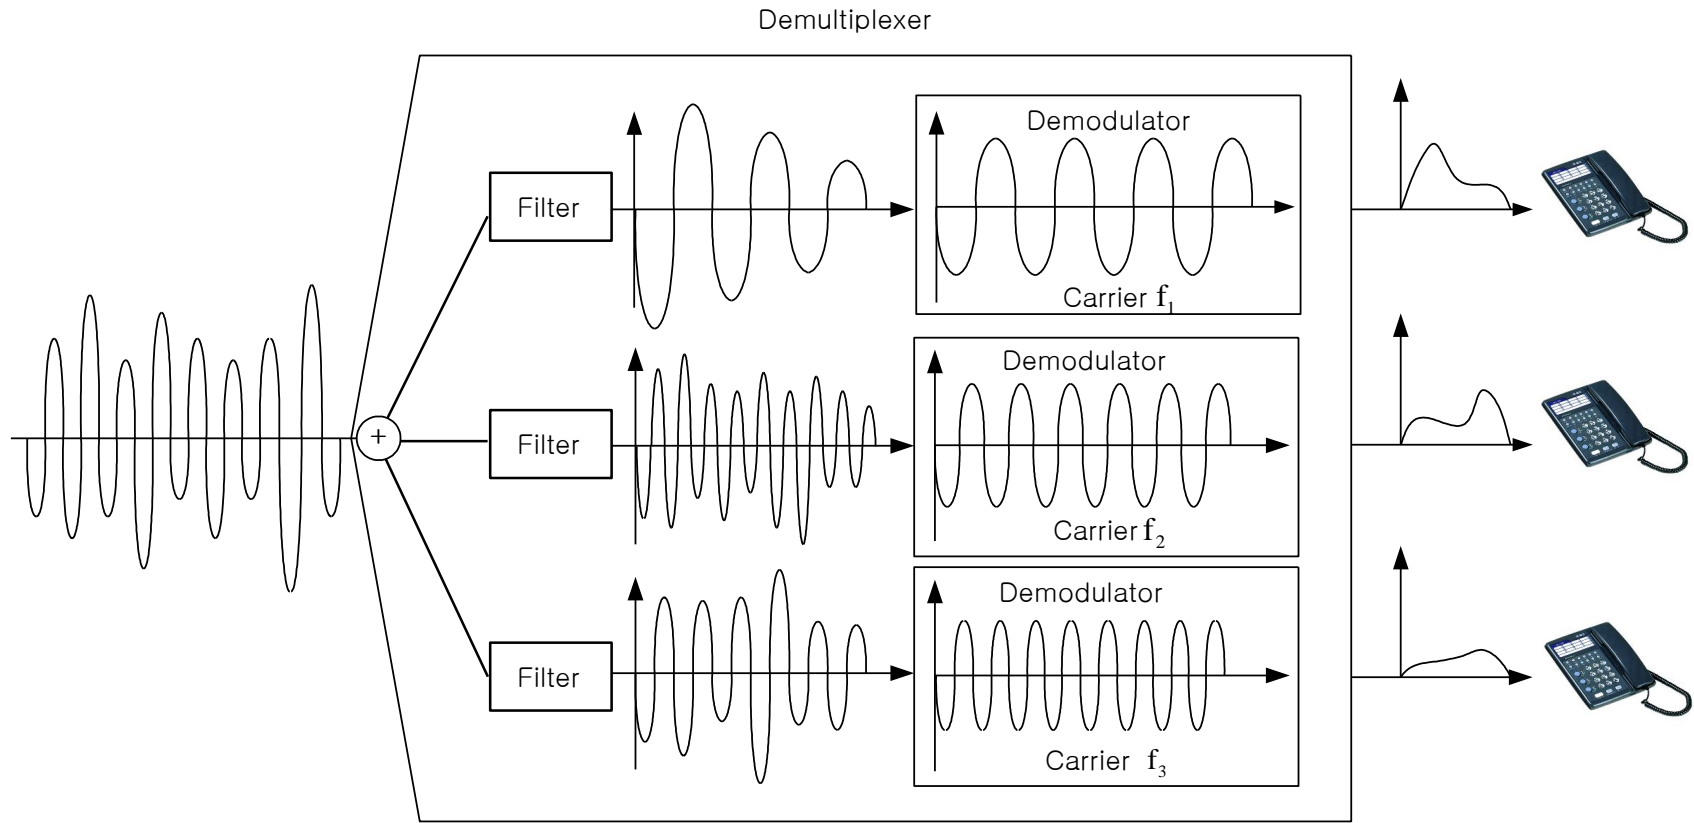 Demultiplexer
Filter
Demodulator
Carrier f1
+
Filter
Demodulator
Carrier f2
Filter
Demodulator
Carrier f3